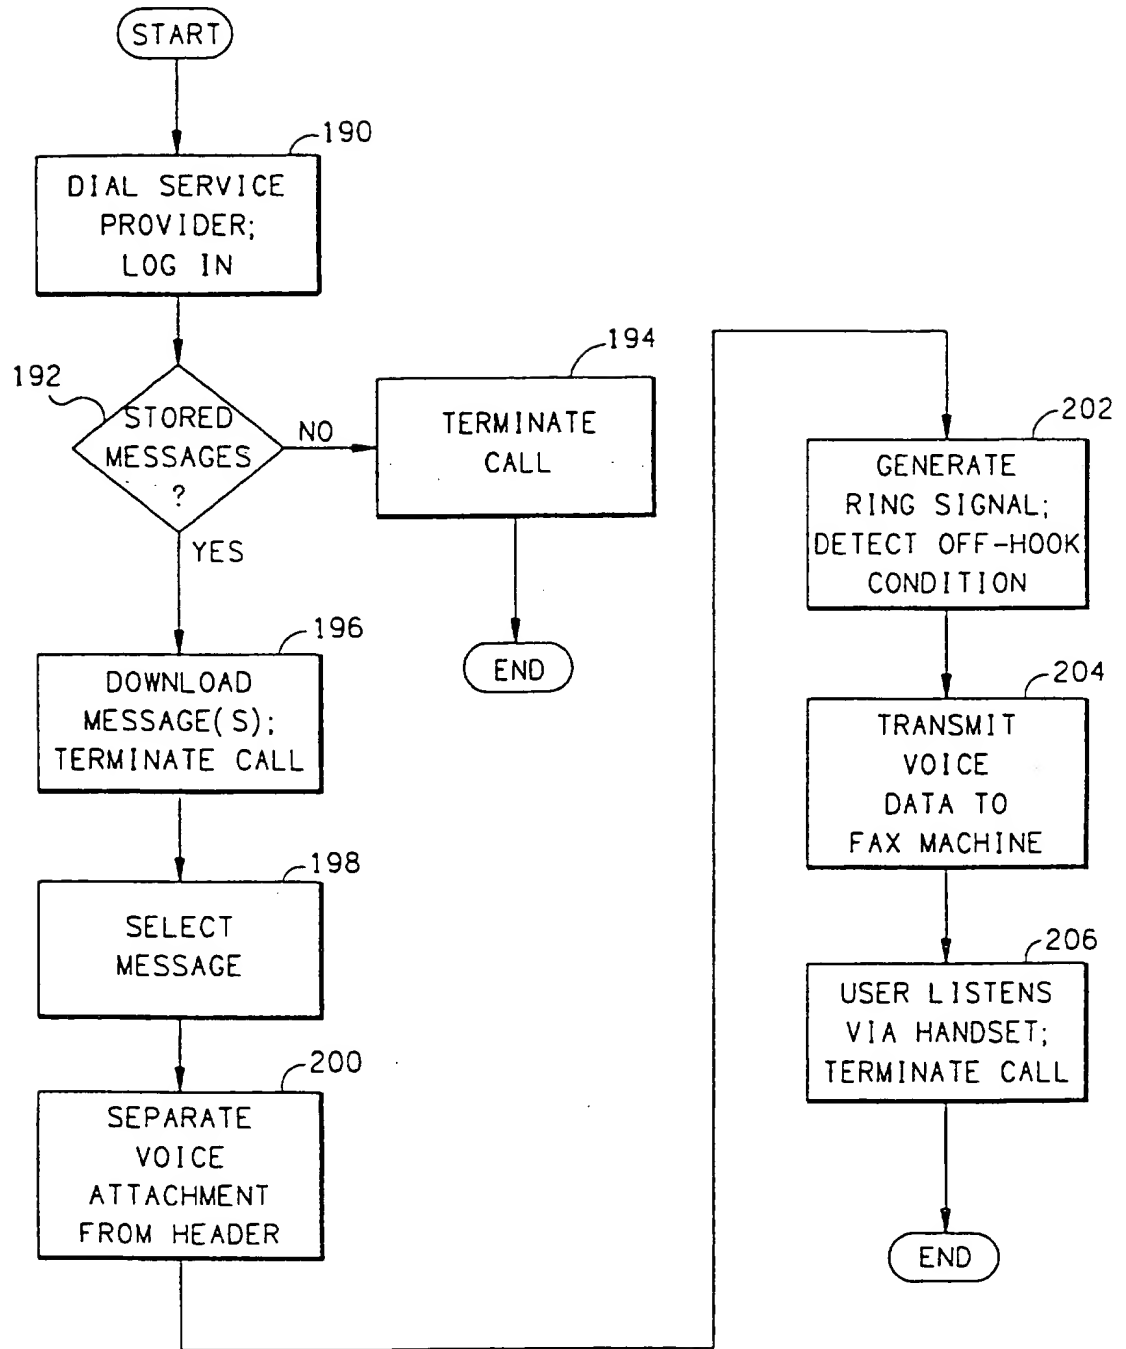 START
190
DIAL SERVICE
PROVIDER;
LOG IN
192
STORED
MESSAGES
?
NO
YES
194
TERMINATE
CALL
END
196
DOWNLOAD
MESSAGE(S);
TERMINATE CALL
198
SELECT
MESSAGE
200
SEPARATE
VOICE
ATTACHMENT
FROM HEADER
202
GENERATE
RING SIGNAL;
DETECT OFF-HOOK
CONDITION
204
TRANSMIT
VOICE
DATA TO
FAX MACHINE
206
USER LISTENS
VIA HANDSET;
TERMINATE CALL
END